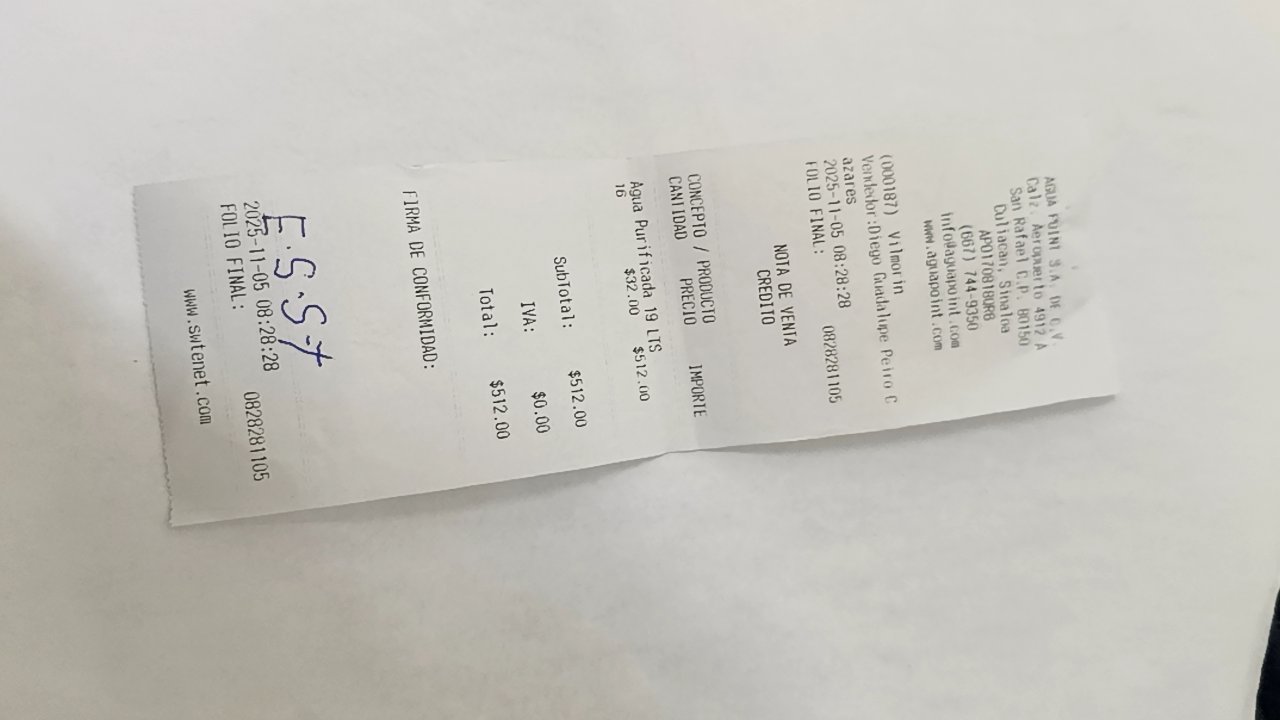 AGUA POINT S.A. DE C.V.
Calz. Aeropuerto 4912 A
San Rafael C.P. 80150
Culiacan, Sinaloa
APO170818UR8
(667) 744-9350
info@aguapoint.com
www.aguapoint.com
(000187) Vilmorin
Vendedor:Diego Guadalupe Peiro C
azares
2025-11-05 08:28:28 0828281105
FOLIO FINAL:
NOTA DE VENTA
CREDITO
CONCEPTO / PRODUCTO
CANTIDAD PRECIO IMPORTE
Agua Purificada 19 LTS
16 $32.00 $512.00
SubTotal: $512.00
IVA: $0.00
Total: $512.00
FIRMA DE CONFORMIDAD:
2025-11-05 08:28:28 0828281105
FOLIO FINAL:
www.swtenet.com